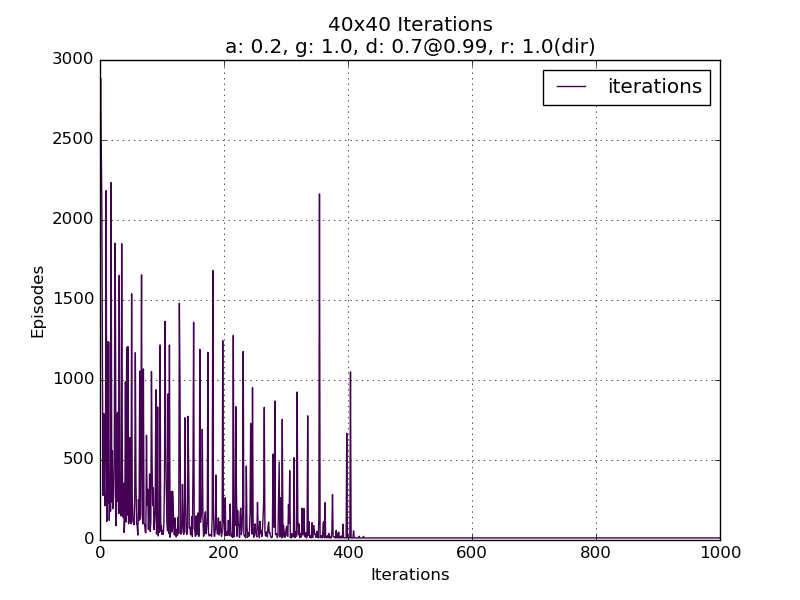 40x40 Iterations
a: 0.2, g: 1.0, d: 0.7@0.99, r: 1.0(dir)
3000
2500
2000
1500
1000
500
0
Episodes
iterations
0 200 400 600 800 1000
Iterations